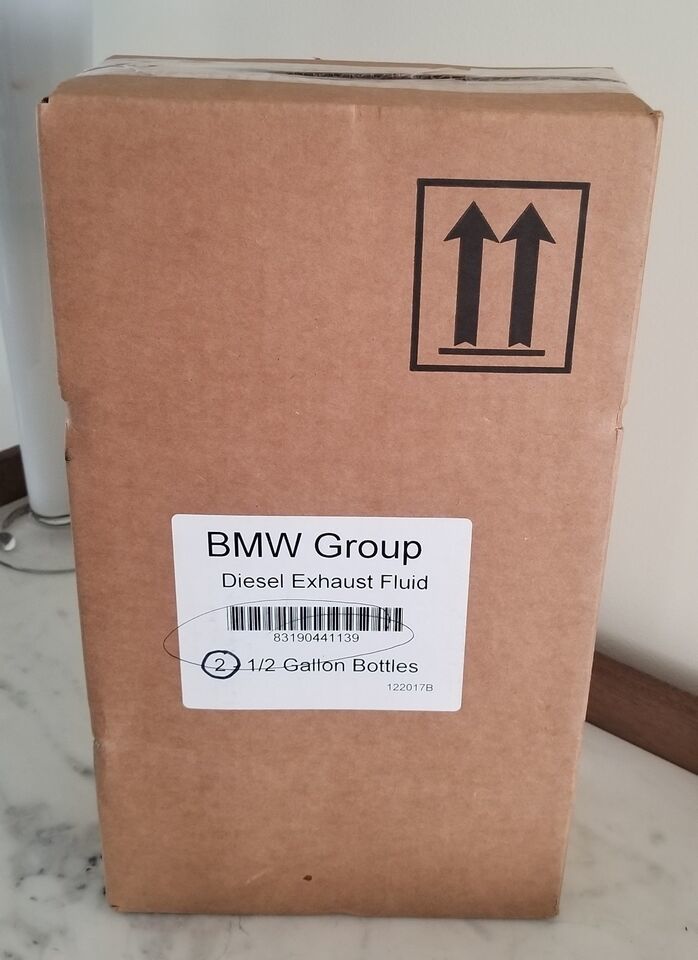 BMW Group
Diesel Exhaust Fluid
83190441139
2 - 1/2 Gallon Bottles
122017B